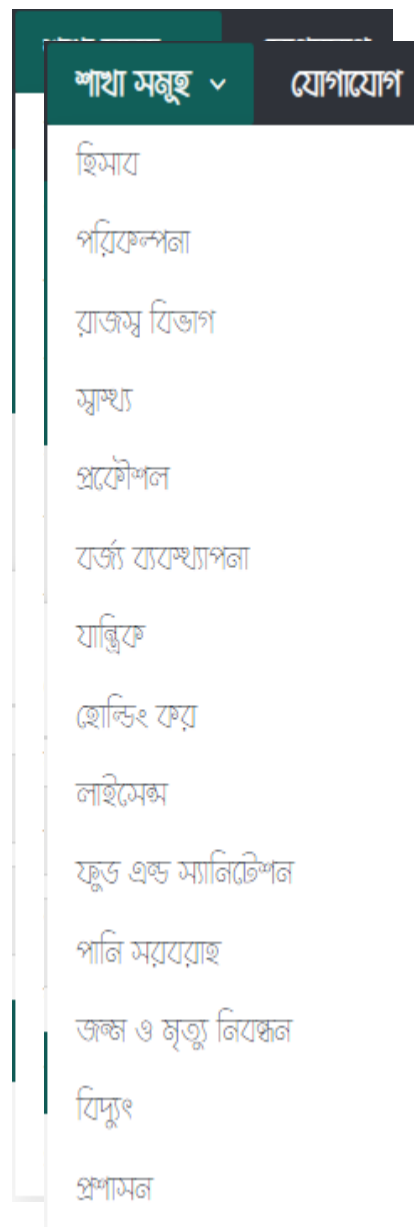 শাখা সমূহ যোগাযোগ
হিসাব
পরিকল্পনা
রাজস্ব বিভাগ
স্বাস্থ্য
প্রকৌশল
বর্জ্য ব্যবস্থ্যাপনা
যান্ত্রিক
হোল্ডিং কর
লাইসেন্স
ফুড এন্ড স্যানিটেশন
পানি সরবরাহ
জন্ম ও মৃত্যু নিবন্ধন
বিদ্যুৎ
প্রশাসন